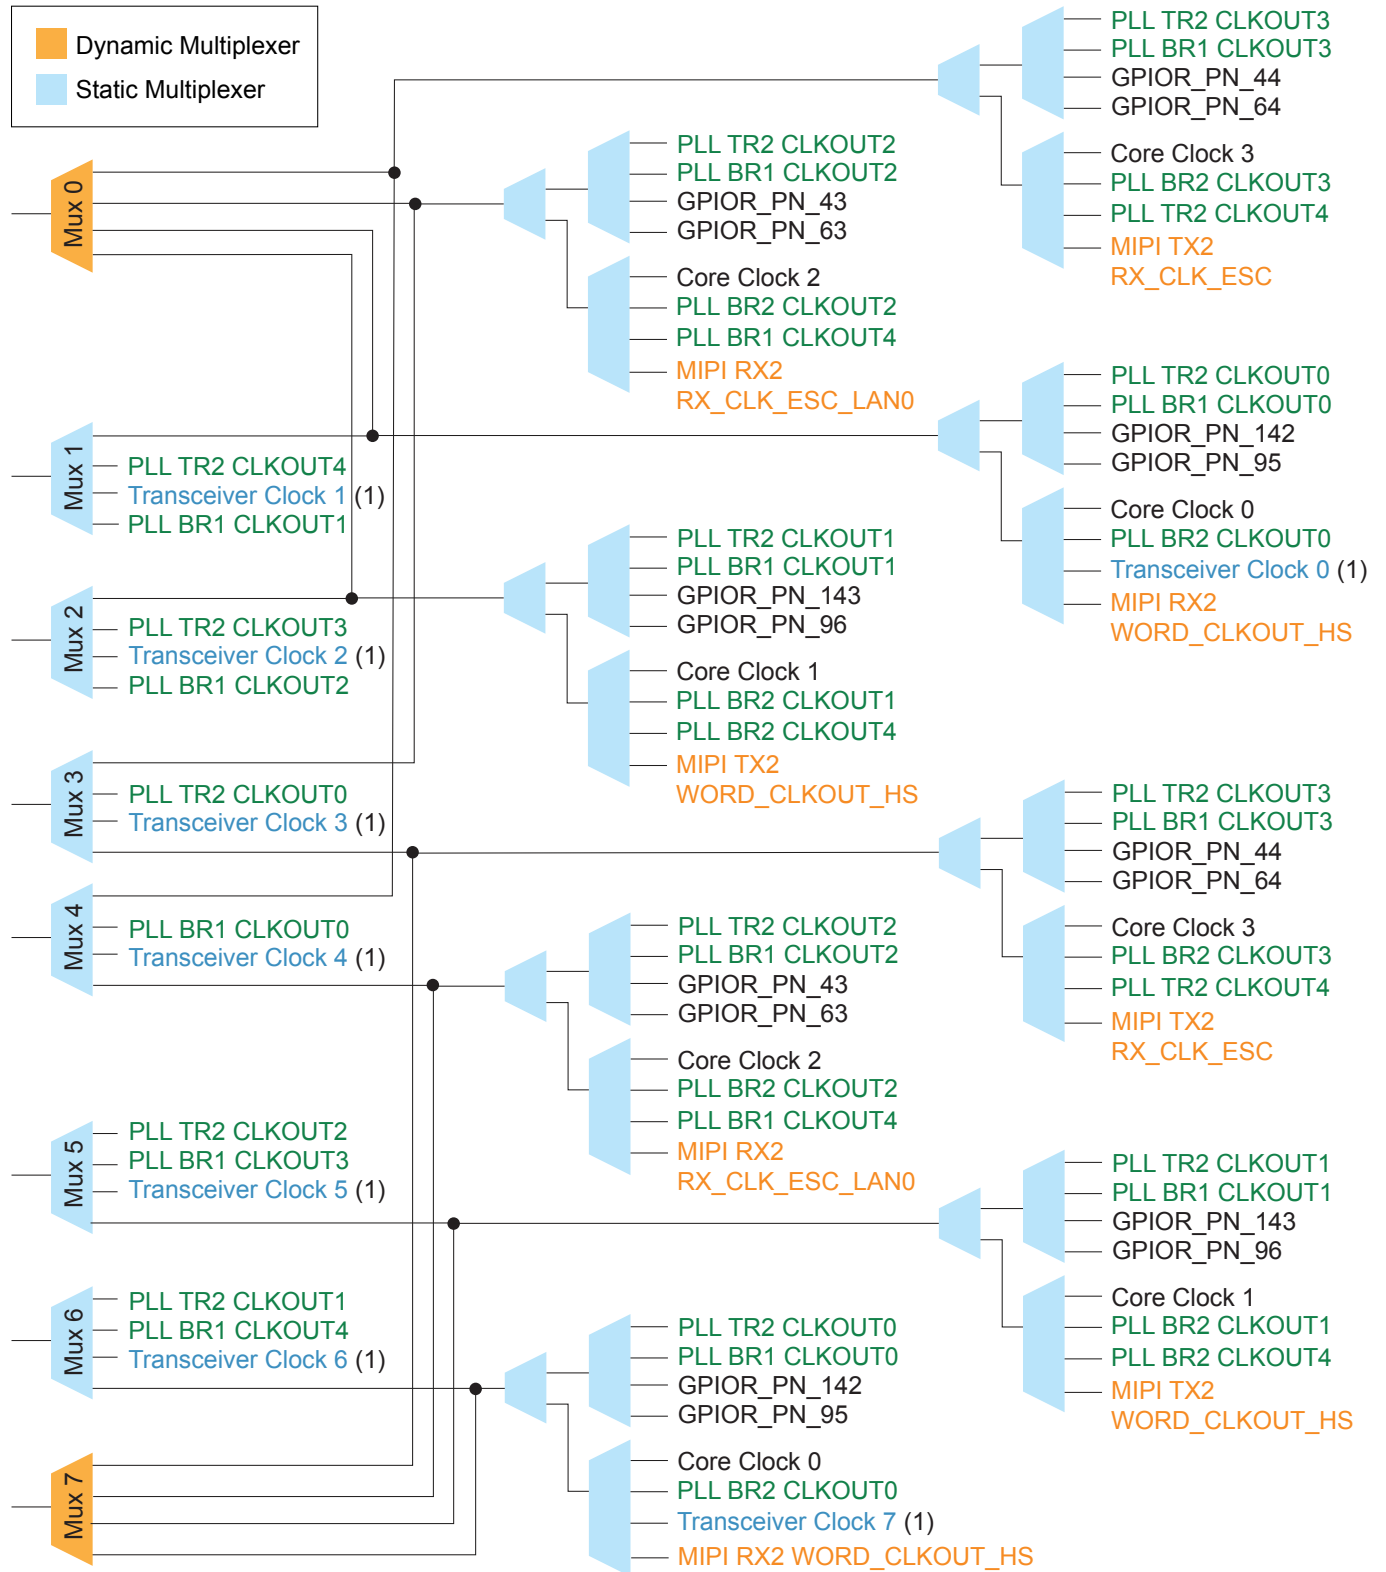 Dynamic Multiplexer
Static Multiplexer
PLL TR2 CLKOUT3
PLL BR1 CLKOUT3
GPIOR_PN_44
GPIOR_PN_64
Core Clock 3
PLL BR2 CLKOUT3
PLL TR2 CLKOUT4
MIPI TX2
RX_CLK_ESC
Mux 0
PLL TR2 CLKOUT2
PLL BR1 CLKOUT2
GPIOR_PN_43
GPIOR_PN_63
Core Clock 2
PLL BR2 CLKOUT2
PLL BR1 CLKOUT4
MIPI RX2
RX_CLK_ESC_LAN0
PLL TR2 CLKOUT0
PLL BR1 CLKOUT0
GPIOR_PN_142
GPIOR_PN_95
Core Clock 0
PLL BR2 CLKOUT0
Transceiver Clock 0 (1)
MIPI RX2
WORD_CLKOUT_HS
Mux 1
PLL TR2 CLKOUT4
Transceiver Clock 1 (1)
PLL BR1 CLKOUT1
PLL TR2 CLKOUT1
PLL BR1 CLKOUT1
GPIOR_PN_143
GPIOR_PN_96
Core Clock 1
PLL BR2 CLKOUT1
PLL BR2 CLKOUT4
MIPI TX2
WORD_CLKOUT_HS
Mux 2
PLL TR2 CLKOUT3
Transceiver Clock 2 (1)
PLL BR1 CLKOUT2
Mux 3
PLL TR2 CLKOUT0
Transceiver Clock 3 (1)
PLL TR2 CLKOUT3
PLL BR1 CLKOUT3
GPIOR_PN_44
GPIOR_PN_64
Core Clock 3
PLL BR2 CLKOUT3
PLL TR2 CLKOUT4
MIPI TX2
RX_CLK_ESC
Mux 4
PLL BR1 CLKOUT0
Transceiver Clock 4 (1)
PLL TR2 CLKOUT2
PLL BR1 CLKOUT2
GPIOR_PN_43
GPIOR_PN_63
Core Clock 2
PLL BR2 CLKOUT2
PLL BR1 CLKOUT4
MIPI RX2
RX_CLK_ESC_LAN0
Mux 5
PLL TR2 CLKOUT2
PLL BR1 CLKOUT3
Transceiver Clock 5 (1)
PLL TR2 CLKOUT1
PLL BR1 CLKOUT1
GPIOR_PN_143
GPIOR_PN_96
Core Clock 1
PLL BR2 CLKOUT1
PLL BR2 CLKOUT4
MIPI TX2
WORD_CLKOUT_HS
Mux 6
PLL TR2 CLKOUT1
PLL BR1 CLKOUT4
Transceiver Clock 6 (1)
PLL TR2 CLKOUT0
PLL BR1 CLKOUT0
GPIOR_PN_142
GPIOR_PN_95
Core Clock 0
PLL BR2 CLKOUT0
Transceiver Clock 7 (1)
MIPI RX2 WORD_CLKOUT_HS
Mux 7